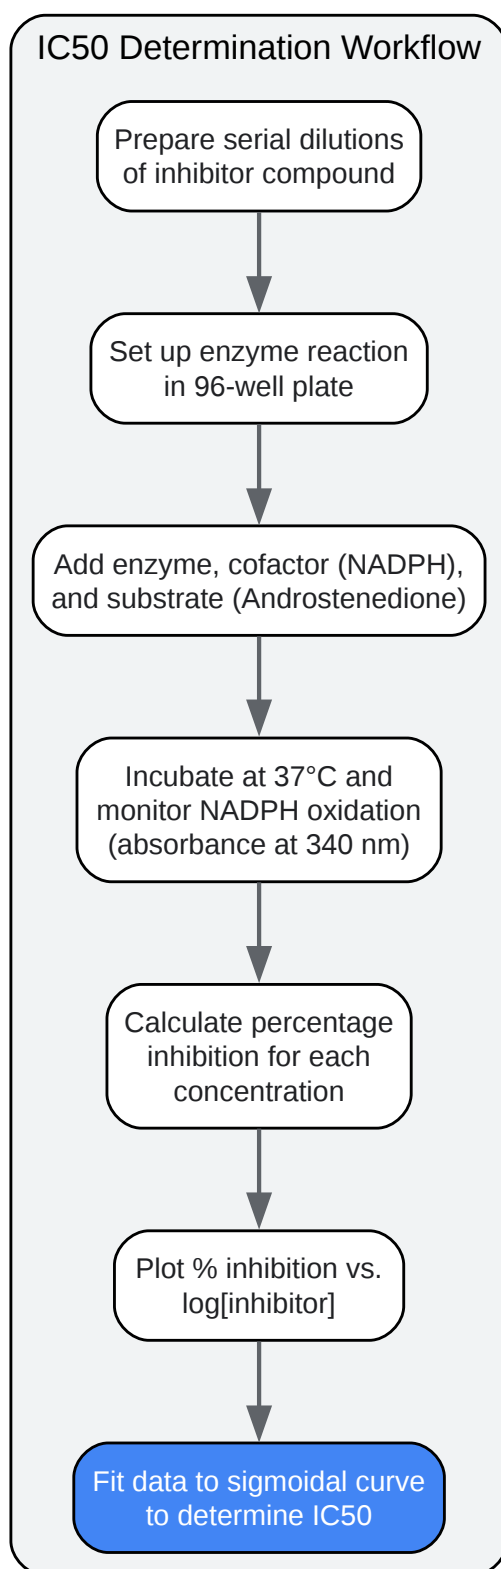 IC50 Determination Workflow
Prepare serial dilutions
of inhibitor compound
Set up enzyme reaction
in 96-well plate
Add enzyme, cofactor (NADPH),
and substrate (Androstenedione)
Incubate at 37°C and
monitor NADPH oxidation
(absorbance at 340 nm)
Calculate percentage
inhibition for each
concentration
Plot % inhibition vs.
log[inhibitor]
Fit data to sigmoidal curve
to determine IC50